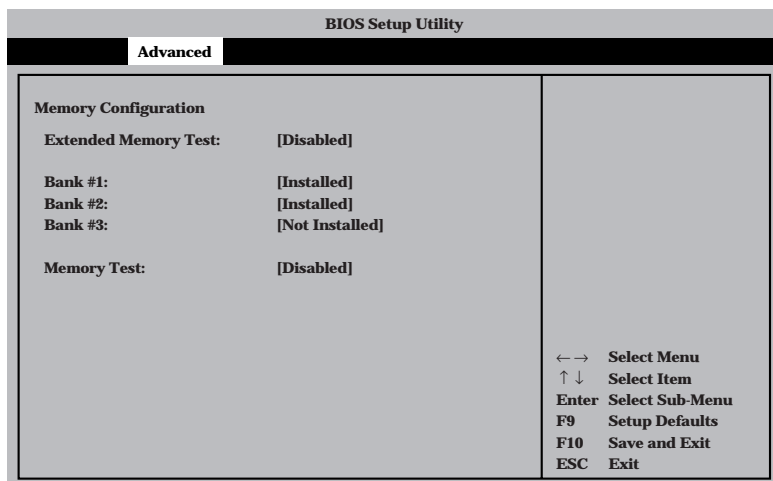 BIOS Setup Utility
Advanced
Memory Configuration
Extended Memory Test: [Disabled]
Bank #1: [Installed]
Bank #2: [Installed]
Bank #3: [Not Installed]
Memory Test: [Disabled]
←→ Select Menu
↑↓ Select Item
Enter Select Sub-Menu
F9 Setup Defaults
F10 Save and Exit
ESC Exit